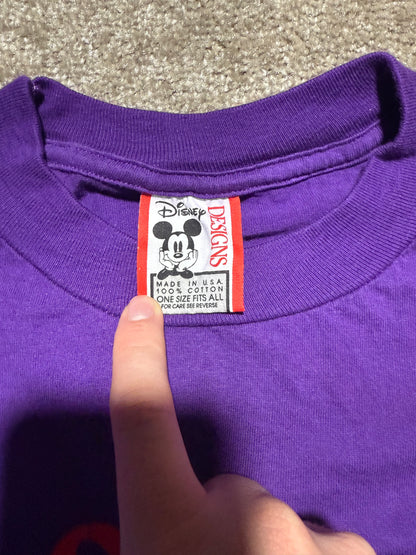 Disney
DESIGNS
MADE IN U.S.A.
100% COTTON
ONE SIZE FITS ALL
FOR CARE SEE REVERSE